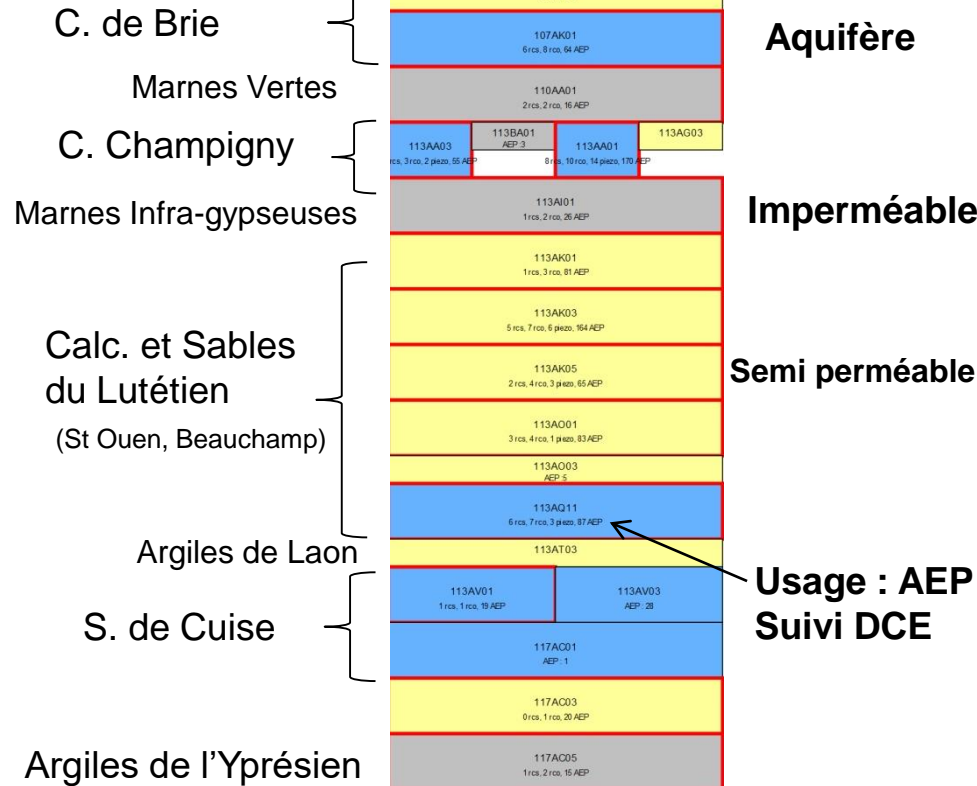 C. de Brie
107AK01
6 rcs, 8 rco, 64 AEP
Aquifère
Marnes Vertes
110AA01
2 rcs, 2 rco, 16 AEP
C. Champigny
113AA03
rcs, 3 rco, 2 piezo, 55 AEP
113BA01
AEP :3
113AA01
8 rcs, 10 rco, 14 piezo, 170 AEP
113AG03
Marnes Infra-gypseuses
113AI01
1 rcs, 2 rco, 26 AEP
Imperméable
113AK01
1 rcs, 3 rco, 81 AEP
113AK03
5 rcs, 7 rco, 6 piezo, 164 AEP
Calc. et Sables
du Lutétien
(St Ouen, Beauchamp)
113AK05
2 rcs, 4 rco, 3 piezo, 65 AEP
Semi perméable
113AO01
3 rcs, 4 rco, 1 piezo, 83 AEP
113AO03
AEP :5
113AQ11
6 rcs, 7 rco, 3 piezo, 87 AEP
Argiles de Laon
113AT03
Usage : AEP
Suivi DCE
S. de Cuise
113AV01
1 rcs, 1 rco, 19 AEP
113AV03
AEP : 28
117AC01
AEP : 1
117AC03
0 rcs, 1 rco, 20 AEP
Argiles de l'Yprésien
117AC05
1 rcs, 2 rco, 15 AEP